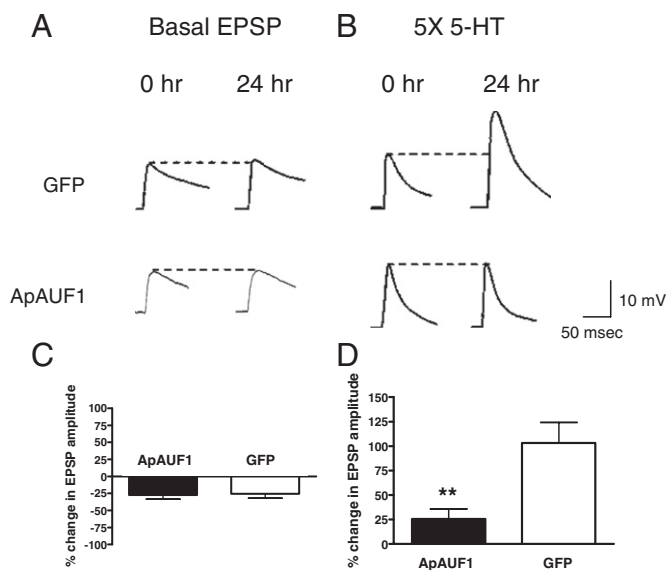 A Basal EPSP B 5X 5-HT
0 hr 24 hr 0 hr 24 hr
GFP
ApAUF1
10 mV
50 msec
C D
% change in EPSP amplitude
100
75
50
25
0
-25
-50
-75
-100
ApAUF1 GFP
% change in EPSP amplitude
150
125
100
75
50
25
0
**
ApAUF1 GFP